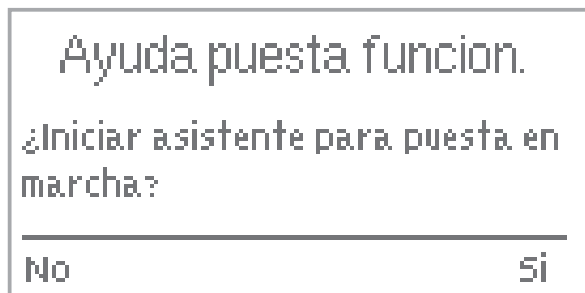 Ayuda puesta funcion.
¿Iniciar asistente para puesta en
marcha?
No Si